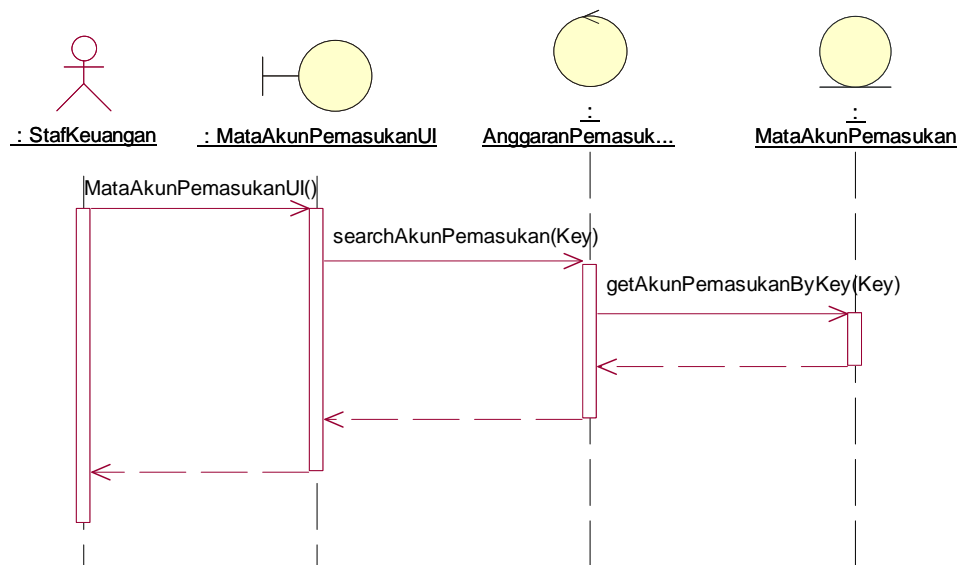 : StafKeuangan
: MataAkunPemasukanUI
:
AnggaranPemasuk...
:
MataAkunPemasukan
MataAkunPemasukanUI()
searchAkunPemasukan(Key)
getAkunPemasukanByKey(Key)